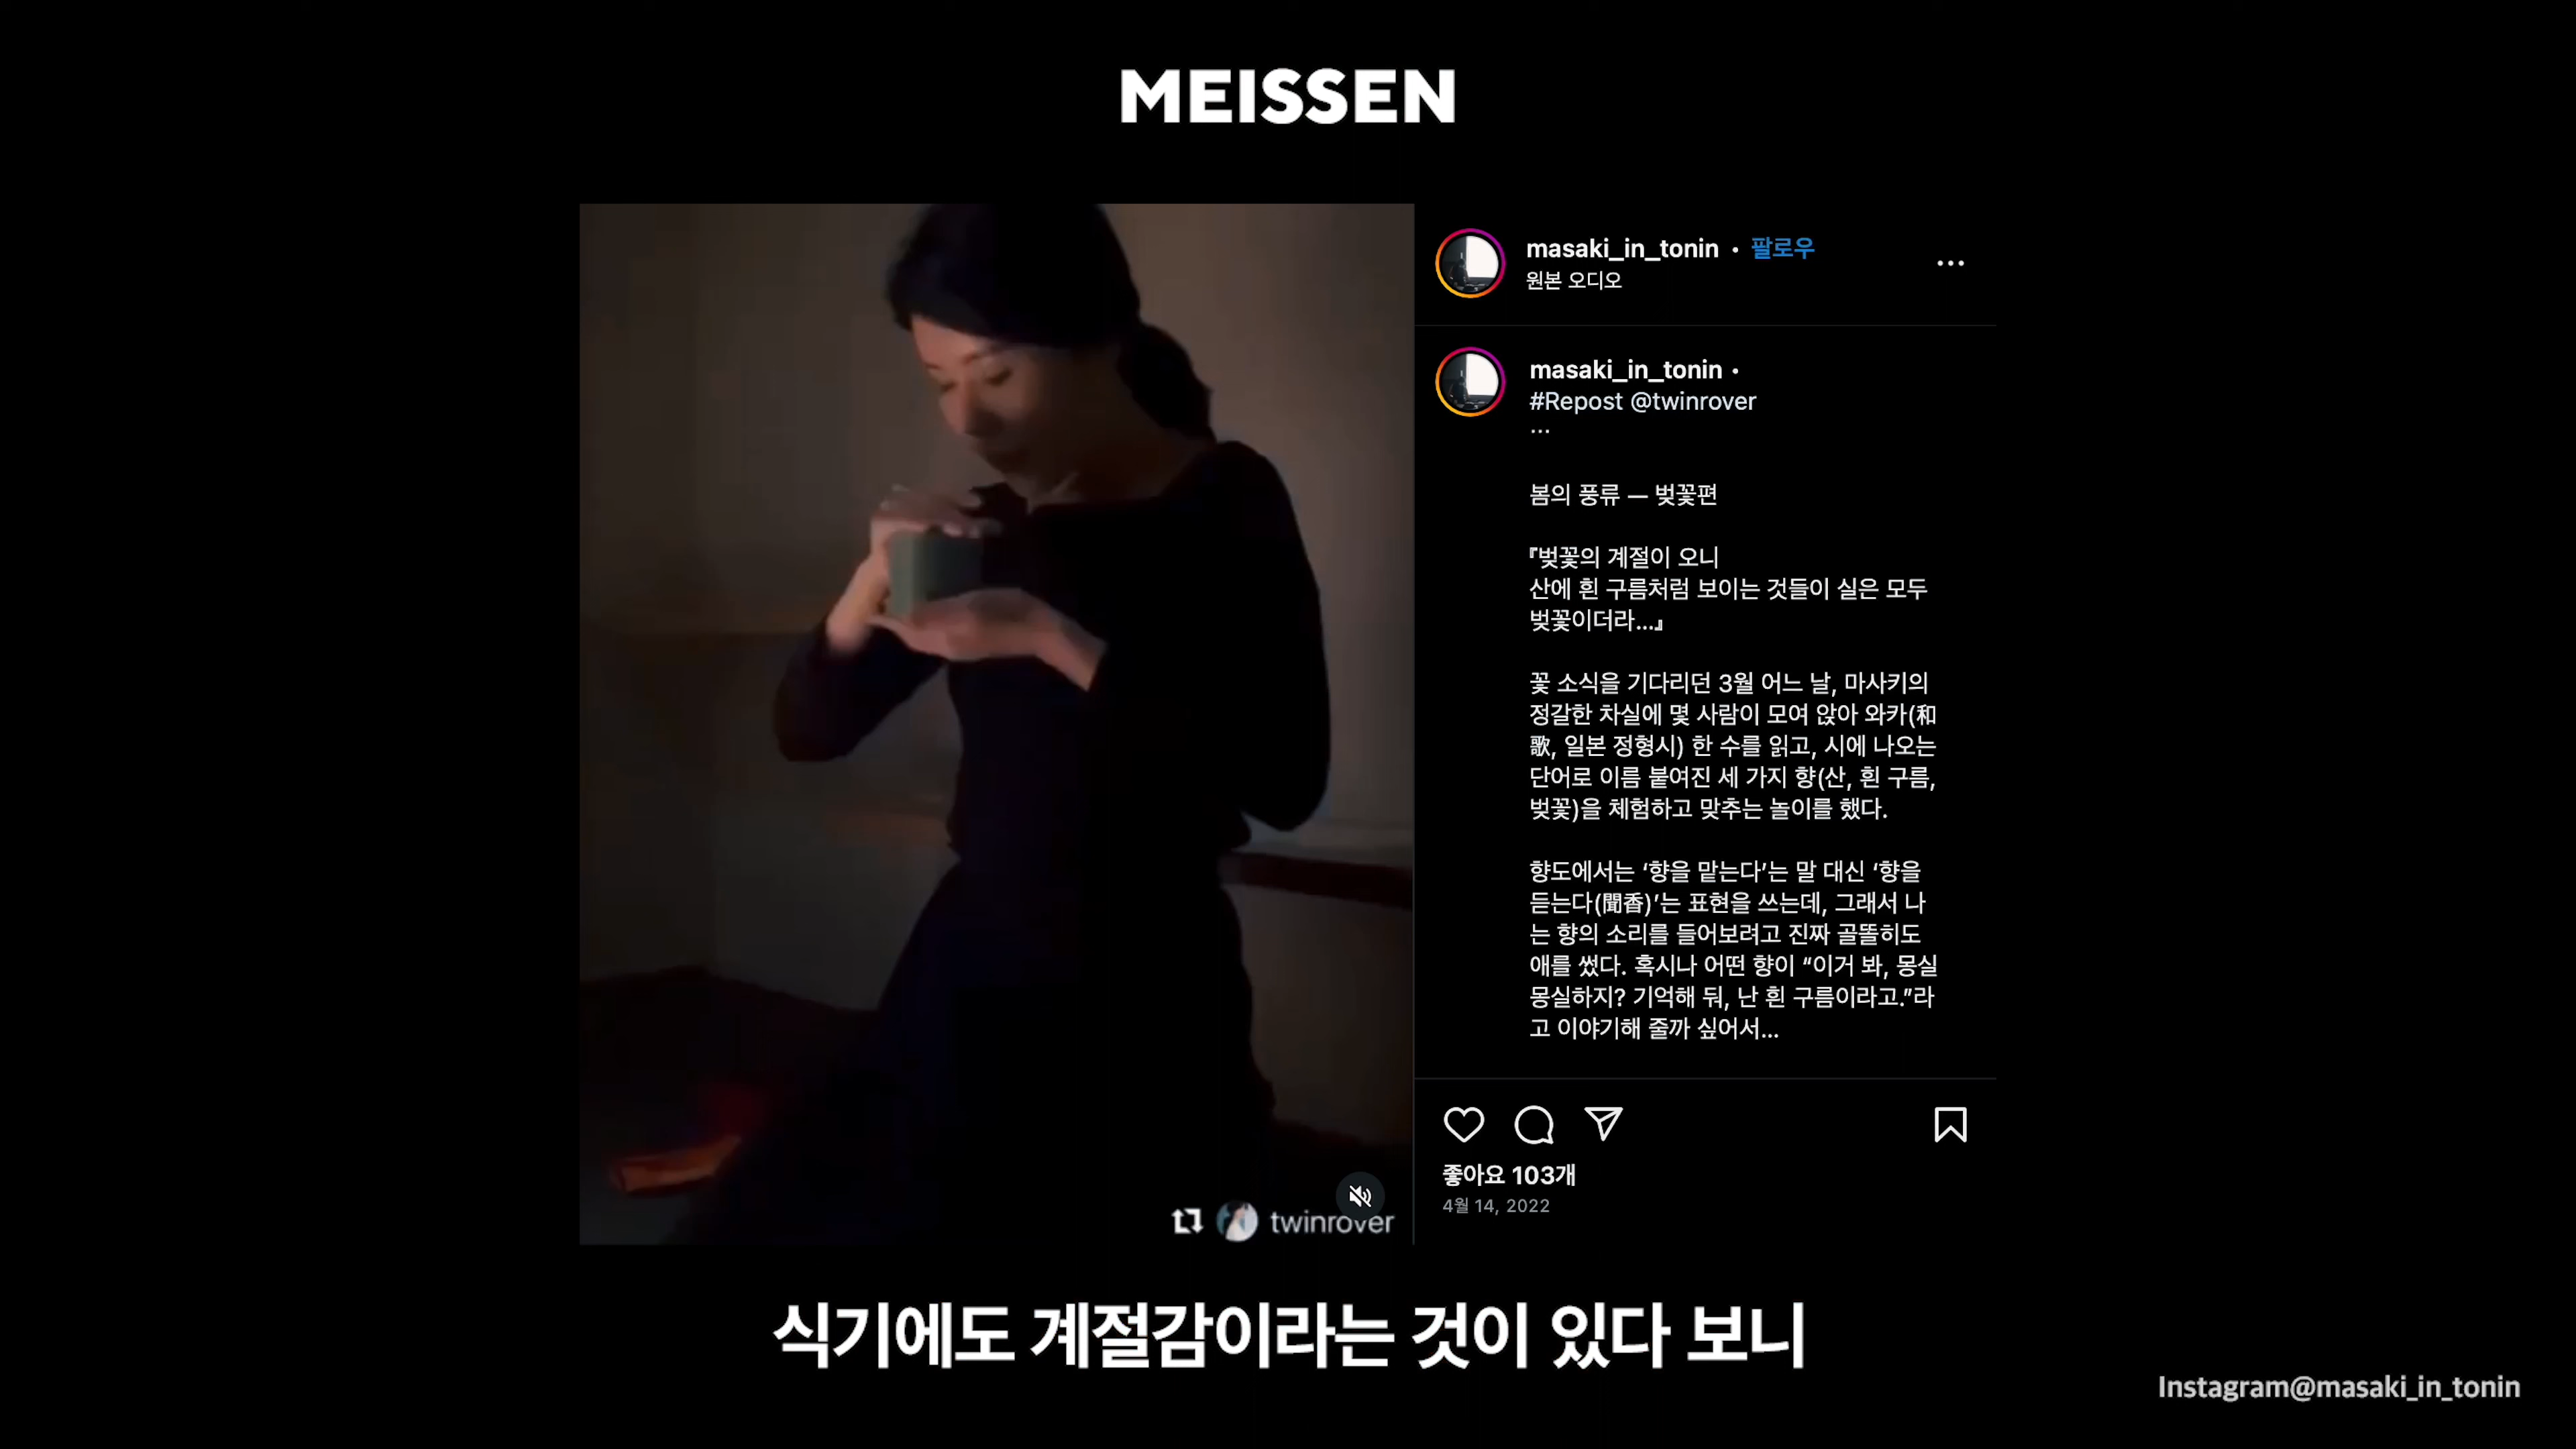 MEISSEN
masaki_in_tonin • 팔로우
원본 오디오
masaki_in_tonin •
#Repost @twinrover
...
봄의 풍류 — 벚꽃편
『벚꽃의 계절이 오니
산에 흰 구름처럼 보이는 것들이 실은 모두
벚꽃이더라...』
꽃 소식을 기다리던 3월 어느 날, 마사키의
정갈한 차실에 몇 사람이 모여 앉아 와카(和
歌, 일본 정형시) 한 수를 읽고, 시에 나오는
단어로 이름 붙여진 세 가지 향(산, 흰 구름,
벚꽃)을 체험하고 맞추는 놀이를 했다.
향도에서는 ‘향을 맡는다’는 말 대신 ‘향을
듣는다(聞香)’는 표현을 쓰는데, 그래서 나
는 향의 소리를 들어보려고 진짜 골똘히도
애를 썼다. 혹시나 어떤 향이 “이거 봐, 몽실
몽실하지? 기억해 둬, 난 흰 구름이라고.”라
고 이야기해 줄까 싶어서...
좋아요 103개
4월 14, 2022
twinrover
식기에도 계절감이라는 것이 있다 보니
Instagram@masaki_in_tonin